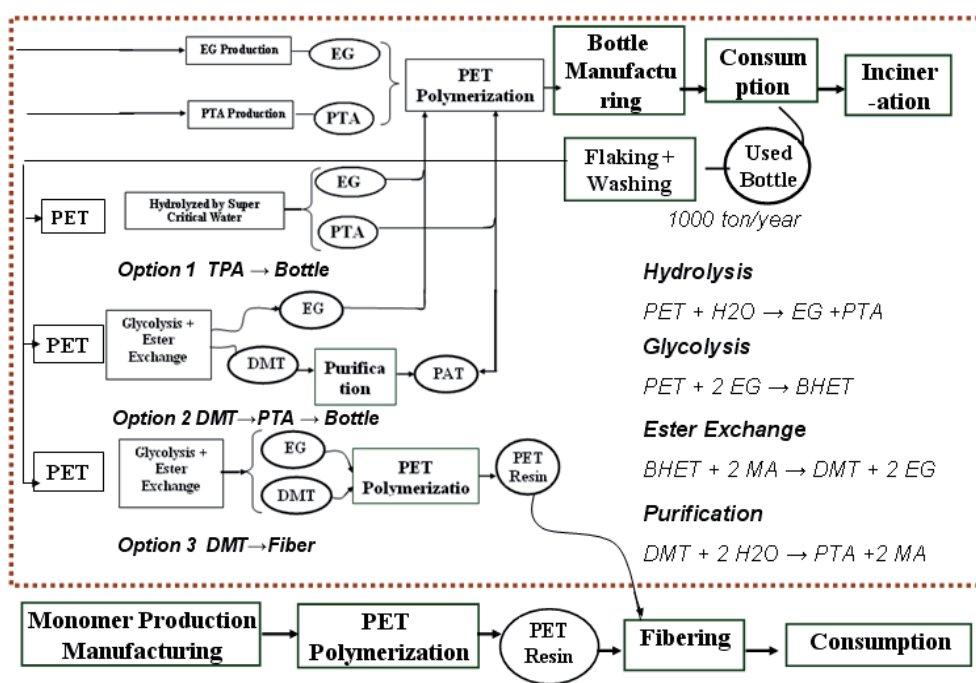 EG Production
EG
PTA Production
PTA
PET
Polymerization
Bottle
Manufactu
ring
Consum
ption
Inciner
-ation
Flaking +
Washing
Used
Bottle
1000 ton/year
PET
Hydrolyzed by Super
Critical Water
EG
PTA
Option 1 TPA → Bottle
PET
Glycolysis +
Ester
Exchange
EG
DMT
Purifica
tion
PAT
Option 2 DMT→PTA → Bottle
PET
Glycolysis +
Ester
Exchange
EG
DMT
PET
Polymerizatio
PET
Resin
Option 3 DMT→Fiber
Hydrolysis
PET + H2O → EG +PTA
Glycolysis
PET + 2 EG → BHET
Ester Exchange
BHET + 2 MA → DMT + 2 EG
Purification
DMT + 2 H2O → PTA +2 MA
Monomer Production
Manufacturing
PET
Polymerization
PET
Resin
Fibering
Consumption